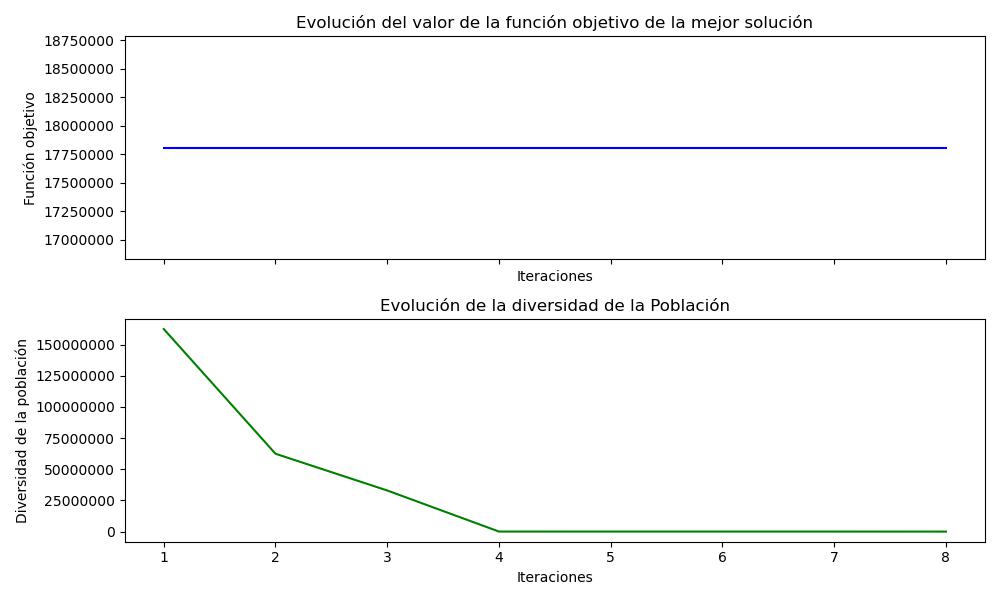 Evolución del valor de la función objetivo de la mejor solución
18750000
18500000
18250000
18000000
17750000
17500000
17250000
17000000
Función objetivo
Iteraciones
Evolución de la diversidad de la Población
150000000
125000000
100000000
75000000
50000000
25000000
0
Diversidad de la población
1 2 3 4 5 6 7 8
Iteraciones